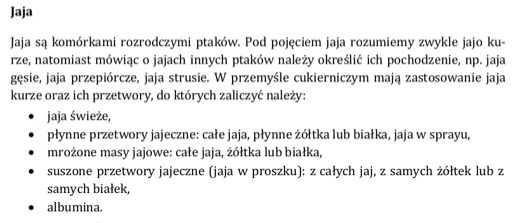 Jaja
Jaja są komórkami rozrodczymi ptaków. Pod pojęciem jaja rozumiemy zwykle jajo ku-
rze, natomiast mówiąc o jajach innych ptaków należy określić ich pochodzenie, np. jaja
gęsie, jaja przepiórcze, jaja strusie. W przemyśle cukierniczym mają zastosowanie jaja
kurze oraz ich przetwory, do których zaliczyć należy:
• jaja świeże,
• płynne przetwory jajeczne: całe jaja, płynne żółtka lub białka, jaja w sprayu,
• mrożone masy jajowe: całe jaja, żółtka lub białka,
• suszone przetwory jajeczne (jaja w proszku): z całych jaj, z samych żółtek lub z
samych białek,
• albumina.